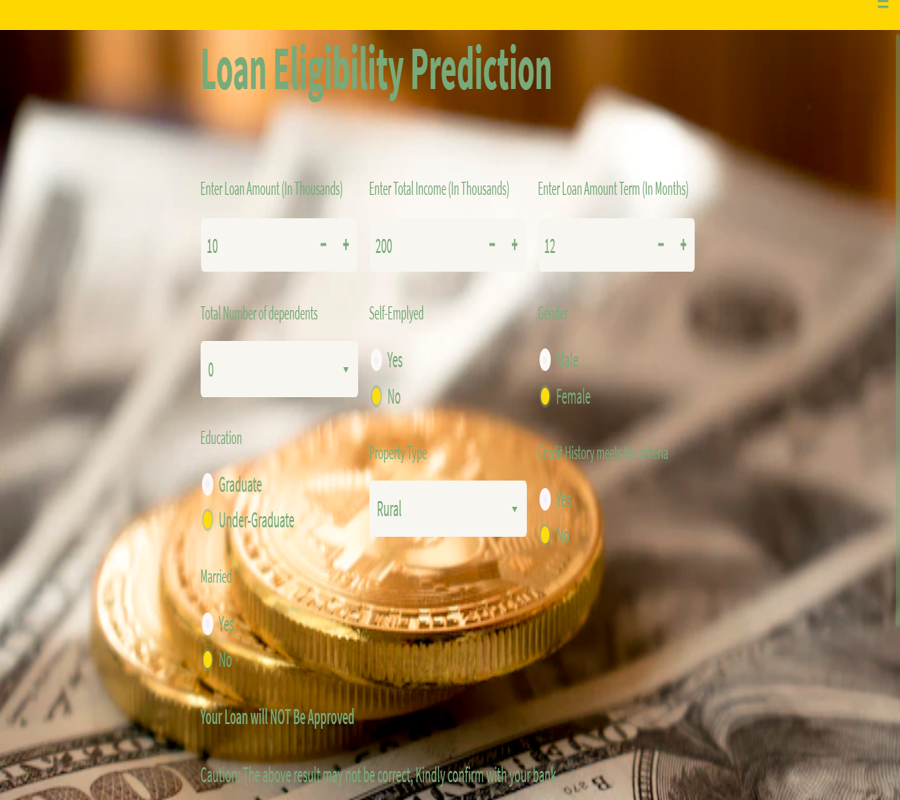 Loan Eligibility Prediction
Enter Loan Amount (In Thousands)
Enter Total Income (In Thousands)
Enter Loan Amount Term (In Months)
10 - +
200 - +
12 - +
Total Number of dependents
Self-Emplyed
Gender
0
Yes
No
Male
Female
Education
Property Type
Credit History meets criteria
Graduate
Under-Graduate
Rural
Yes
No
Married
Yes
No
Your Loan will NOT Be Approved
Caution: The above result may not be correct, Kindly confirm with your bank
B 270